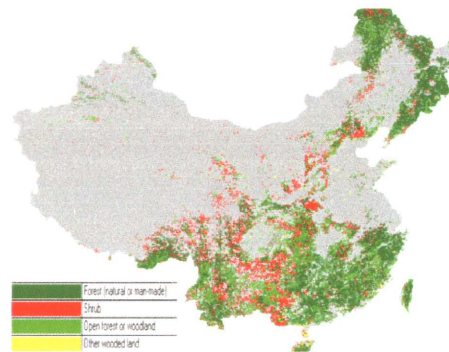 Forest (natural or man-made)
Shrub
Open forest or woodland
Other wooded land